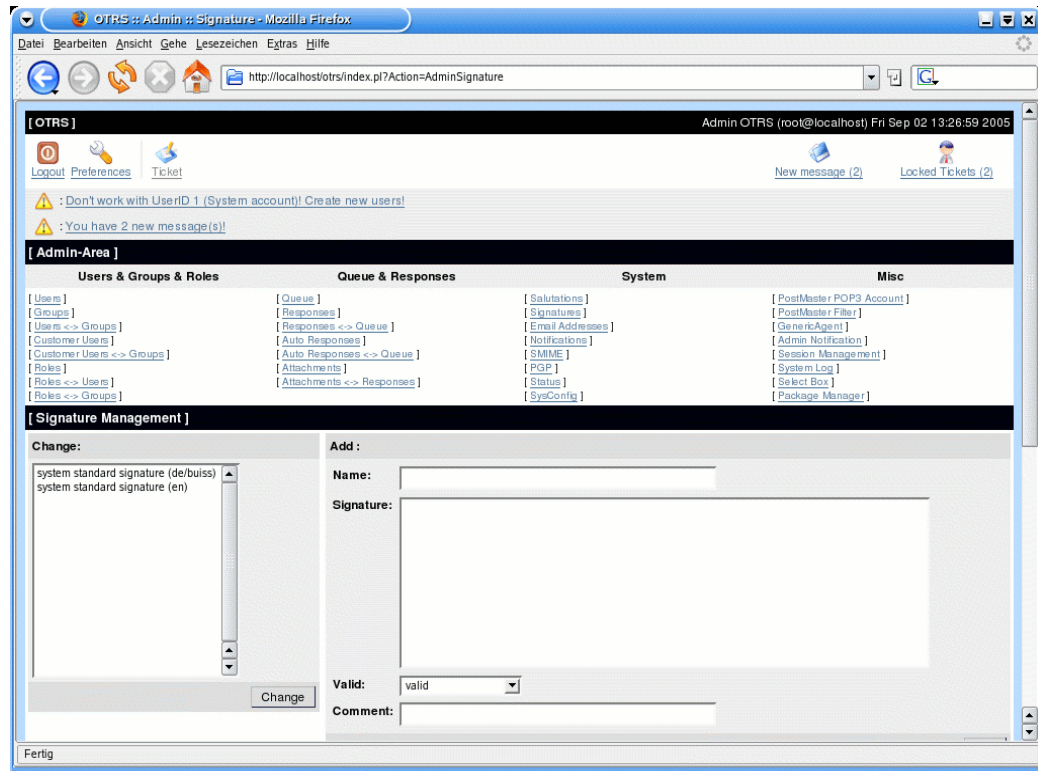 OTRS :: Admin :: Signature - Mozilla Firefox
Datei Bearbeiten Ansicht Gehe Lesezeichen Extras Hilfe
http://localhost/otrs/index.pl?Action=AdminSignature
G
[ OTRS ] Admin OTRS (root@localhost) Fri Sep 02 13:26:59 2005
Logout Preferences Ticket New message (2) Locked Tickets (2)
: Don't work with UserID 1 (System account)! Create new users!
: You have 2 new message(s)!
[ Admin-Area ]
Users & Groups & Roles Queue & Responses System Misc
[ Users ] [ Queue ] [ Salutations ] [ PostMaster POP3 Account ]
[ Groups ] [ Responses ] [ Signatures ] [ PostMaster Filter ]
[ Users <-> Groups ] [ Responses <-> Queue ] [ Email Addresses ] [ GenericAgent ]
[ Customer Users ] [ Auto Responses ] [ Notifications ] [ Admin Notification ]
[ Customer Users <-> Groups ] [ Auto Responses <-> Queue ] [ SMIME ] [ Session Management ]
[ Roles ] [ Attachments ] [ PGP ] [ System Log ]
[ Roles <-> Users ] [ Attachments <-> Responses ] [ Status ] [ Select Box ]
[ Roles <-> Groups ] [ SysConfig ] [ Package Manager ]
[ Signature Management ]
Change: Add :
system standard signature (de/buiss)
system standard signature (en)
Name:
Signature:
Valid: valid
Change
Comment:
Fertig